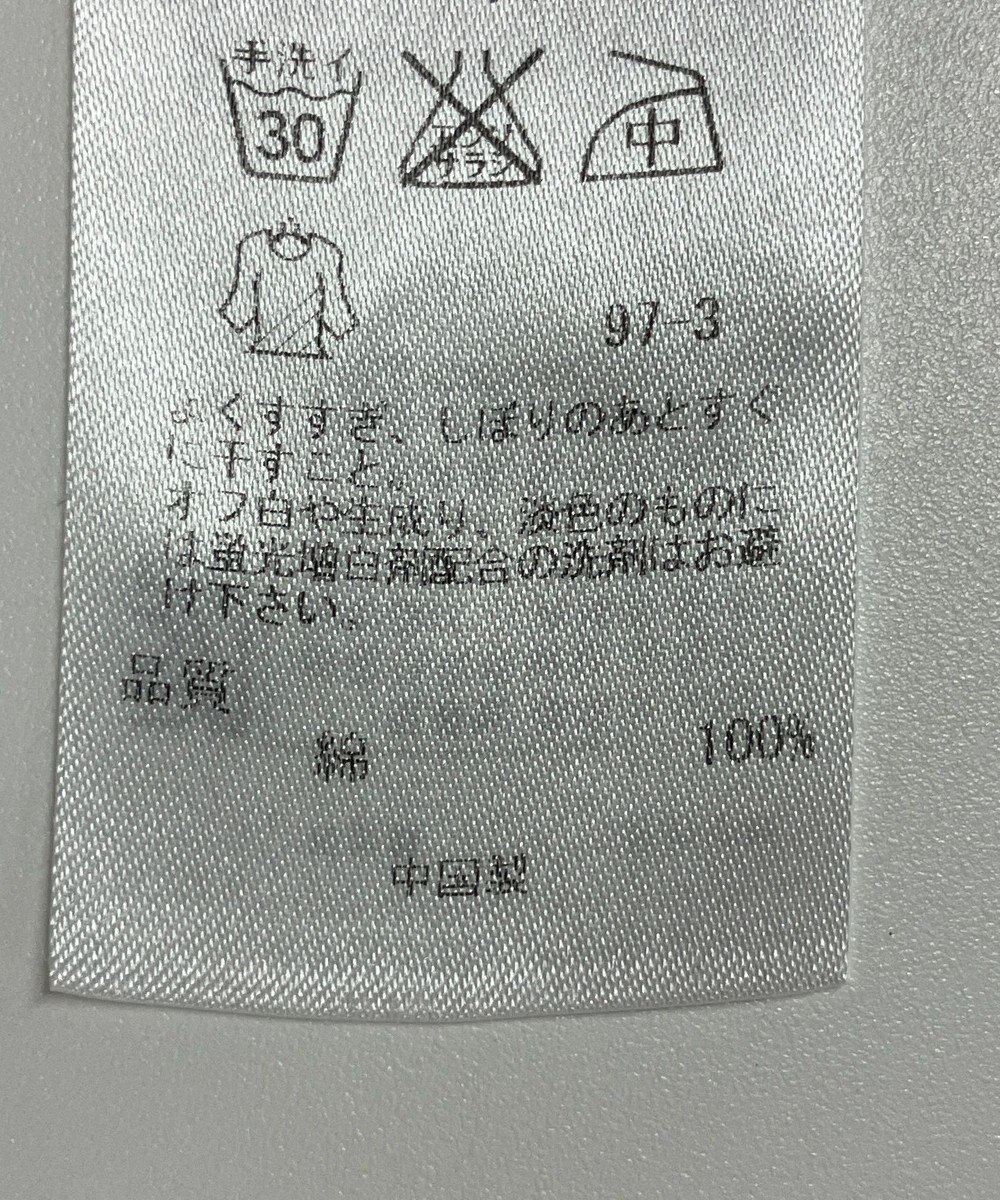 手洗イ
30
エンソ
サラシ
中
97-3
よくすすぎ、しぼりのあとすぐ
に干すこと。
オフ白や生成り、淡色のものに
は蛍光増白剤配合の洗剤はお避
け下さい。
品質
綿 100%
中国製